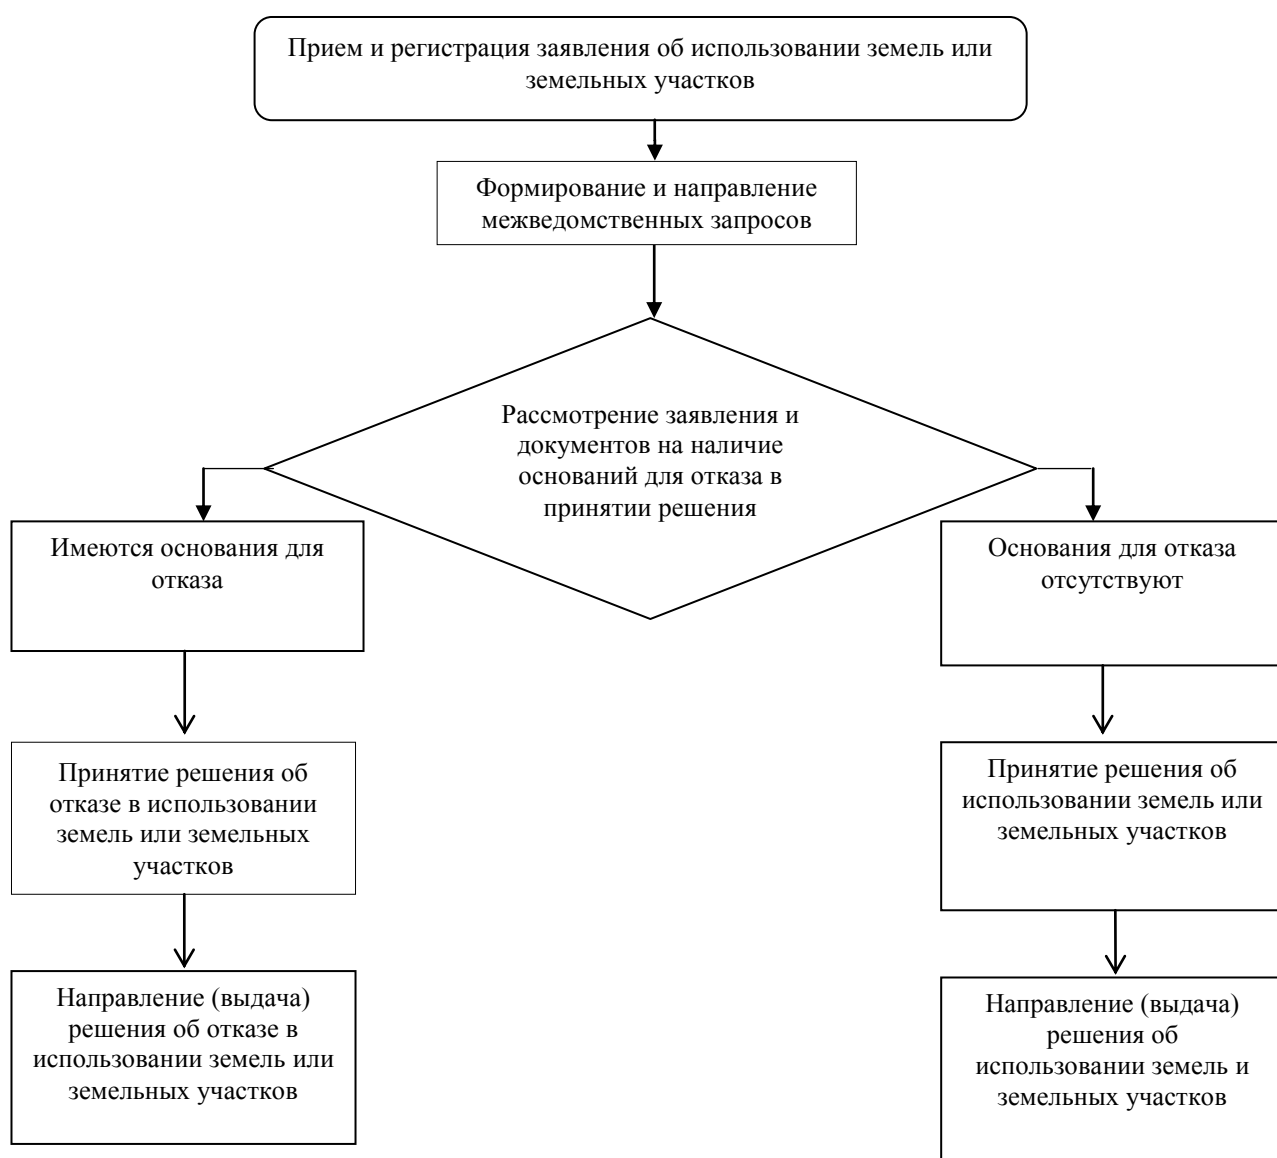 Прием и регистрация заявления об использовании земель или
земельных участков
Формирование и направление
межведомственных запросов
Рассмотрение заявления и
документов на наличие
оснований для отказа в
принятии решения
Имеются основания для
отказа
Основания для отказа
отсутствуют
Принятие решения об
отказе в использовании
земель или земельных
участков
Принятие решения об
использовании земель или
земельных участков
Направление (выдача)
решения об отказе в
использовании земель или
земельных участков
Направление (выдача)
решения об
использовании земель и
земельных участков